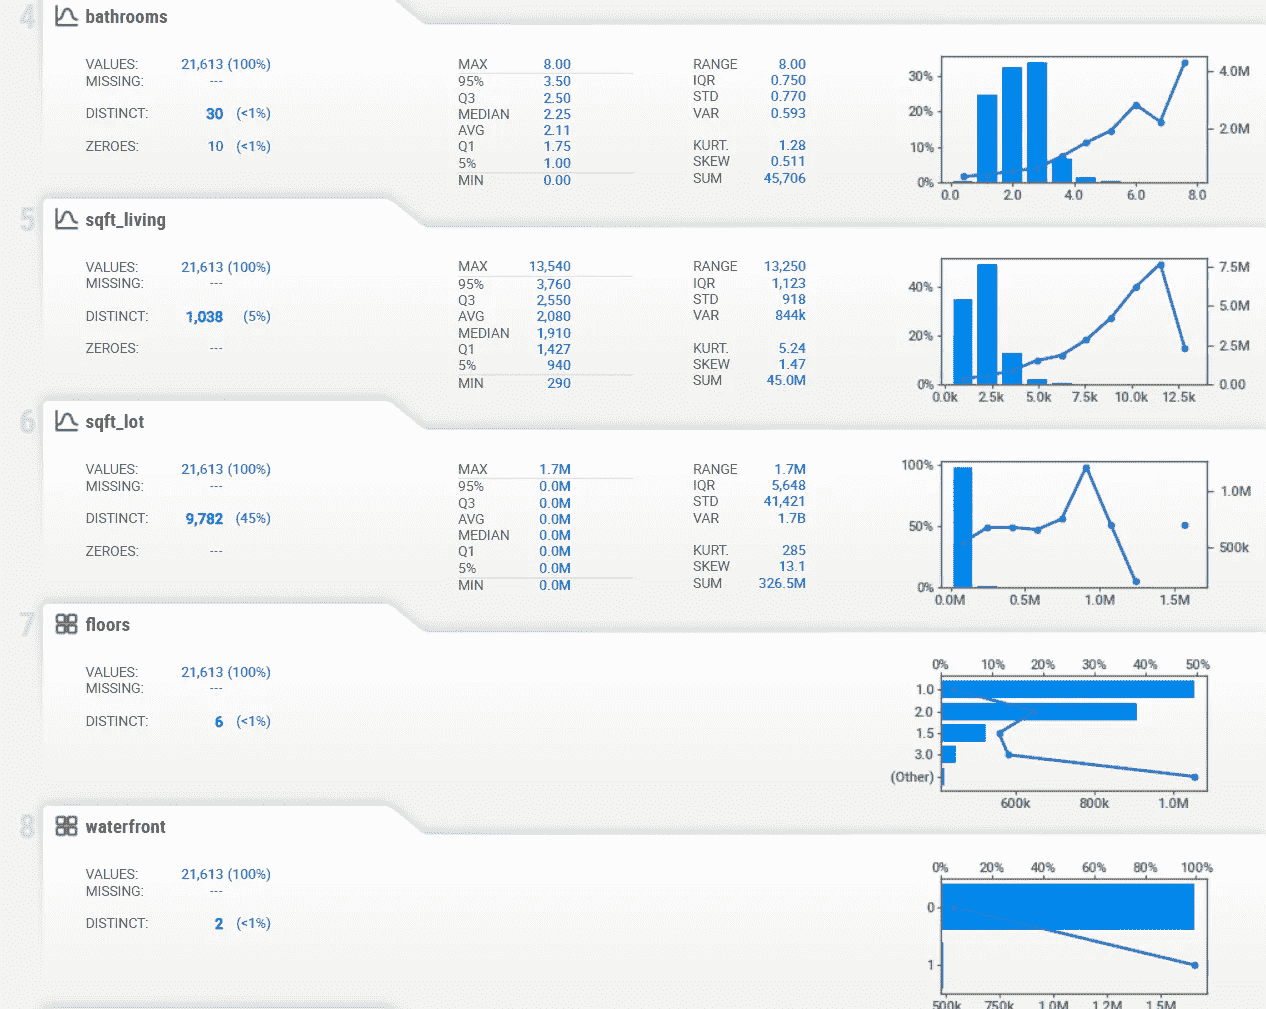 4 bathrooms
VALUES: 21,613 (100%)
MISSING: ---
DISTINCT: 30 (<1%)
ZEROES: 10 (<1%)
MAX 8.00
95% 3.50
Q3 2.50
MEDIAN 2.25
AVG 2.11
Q1 1.75
5% 1.00
MIN 0.00
RANGE 8.00
IQR 0.750
STD 0.770
VAR 0.593
KURT. 1.28
SKEW 0.511
SUM 45,706
30%
20%
10%
0%
4.0M
2.0M
0.0 2.0 4.0 6.0 8.0
5 sqft_living
VALUES: 21,613 (100%)
MISSING: ---
DISTINCT: 1,038 (5%)
ZEROES: ---
MAX 13,540
95% 3,760
Q3 2,550
AVG 2,080
MEDIAN 1,910
Q1 1,427
5% 940
MIN 290
RANGE 13,250
IQR 1,123
STD 918
VAR 844k
KURT. 5.24
SKEW 1.47
SUM 45.0M
40%
20%
0%
7.5M
5.0M
2.5M
0.00
0.0k 2.5k 5.0k 7.5k 10.0k 12.5k
6 sqft_lot
VALUES: 21,613 (100%)
MISSING: ---
DISTINCT: 9,782 (45%)
ZEROES: ---
MAX 1.7M
95% 0.0M
Q3 0.0M
AVG 0.0M
MEDIAN 0.0M
Q1 0.0M
5% 0.0M
MIN 0.0M
RANGE 1.7M
IQR 5,648
STD 41,421
VAR 1.7B
KURT. 285
SKEW 13.1
SUM 326.5M
100%
50%
0%
1.0M
500k
0.0M 0.5M 1.0M 1.5M
7 floors
VALUES: 21,613 (100%)
MISSING: ---
DISTINCT: 6 (<1%)
0% 10% 20% 30% 40% 50%
1.0
2.0
1.5
3.0
(Other)
600k 800k 1.0M
8 waterfront
VALUES: 21,613 (100%)
MISSING: ---
DISTINCT: 2 (<1%)
0% 20% 40% 60% 80% 100%
0
1
500k 750k 1.0M 1.2M 1.5M